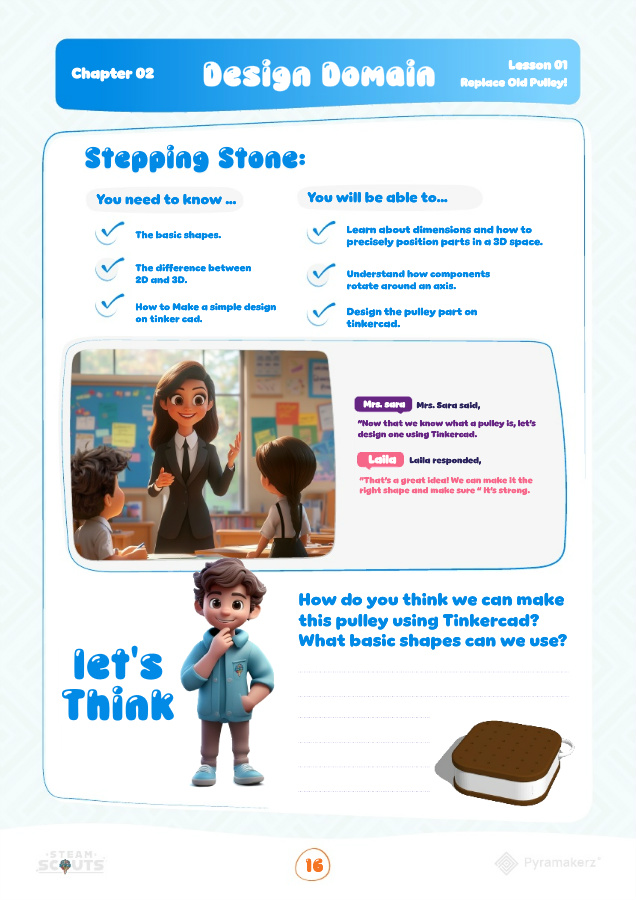 Chapter 02
Design Domain
Lesson 01
Replace Old Pulley!
Stepping Stone:
You need to know ...
The basic shapes.
The difference between
2D and 3D.
How to Make a simple design
on tinker cad.
You will be able to...
Learn about dimensions and how to
precisely position parts in a 3D space.
Understand how components
rotate around an axis.
Design the pulley part on
tinkercad.
Mrs. sara Mrs. Sara said,
"Now that we know what a pulley is, let's
design one using Tinkercad.
Laila Laila responded,
"That's a great idea! We can make it the
right shape and make sure " It's strong.
let's
Think
How do you think we can make
this pulley using Tinkercad?
What basic shapes can we use?
STEAM
SCOUTS
16
Pyramakerz